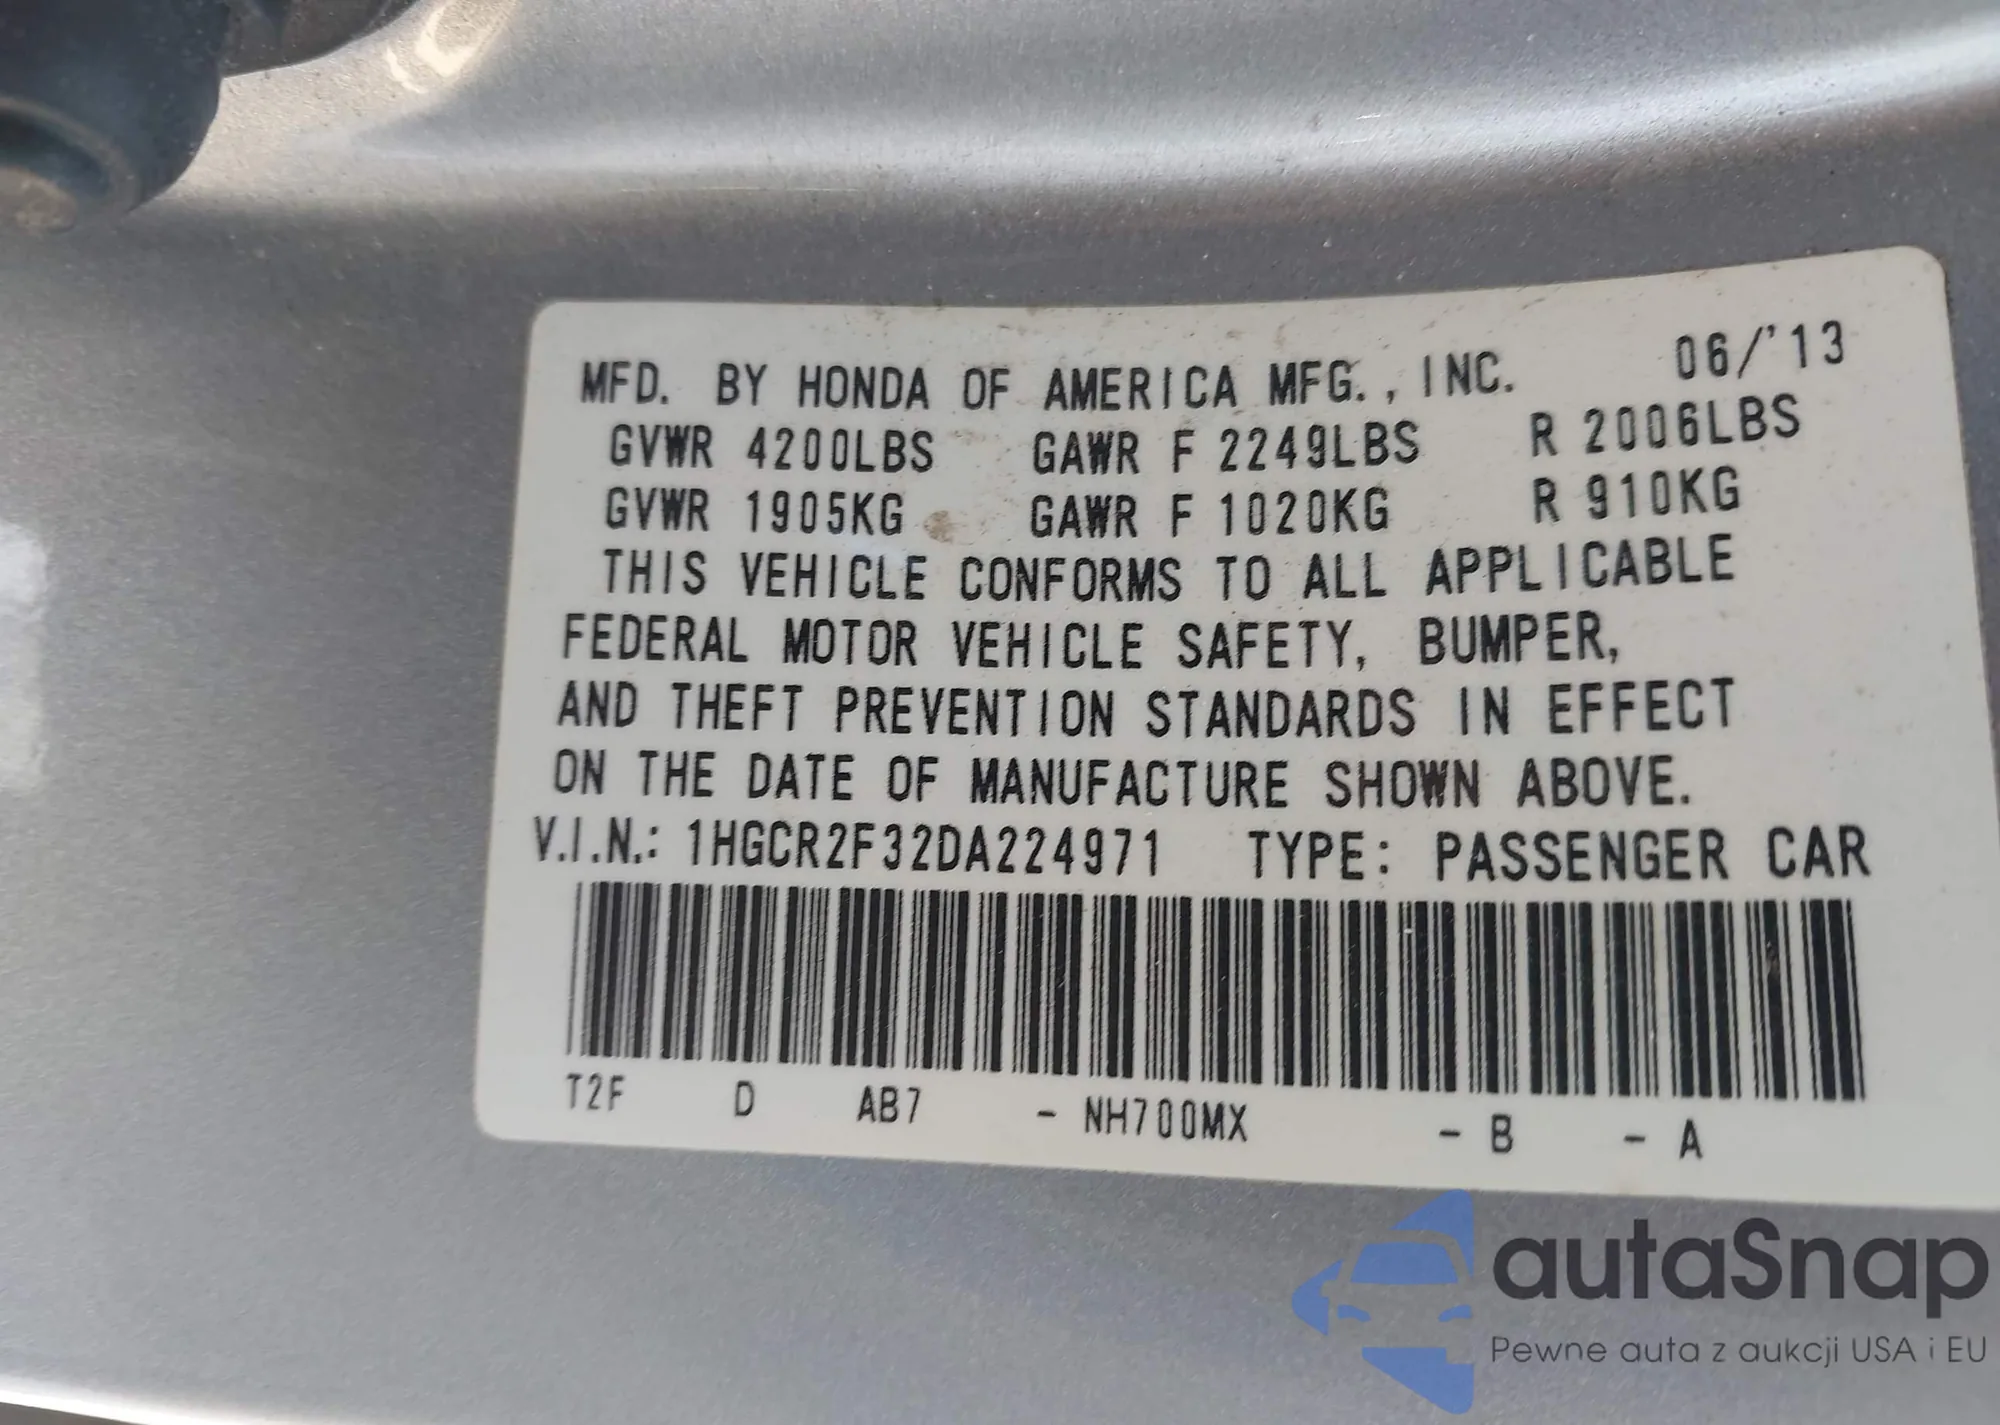 MFD. BY HONDA OF AMERICA MFG., INC. 06/'13
GVWR 4200LBS GAWR F 2249LBS R 2006LBS
GVWR 1905KG GAWR F 1020KG R 910KG
THIS VEHICLE CONFORMS TO ALL APPLICABLE
FEDERAL MOTOR VEHICLE SAFETY, BUMPER,
AND THEFT PREVENTION STANDARDS IN EFFECT
ON THE DATE OF MANUFACTURE SHOWN ABOVE.
V.I.N.: 1HGCR2F32DA224971 TYPE: PASSENGER CAR
T2F D AB7 - NH700MX - B - A
autaSnap
Pewne auta z aukcji USA i EU